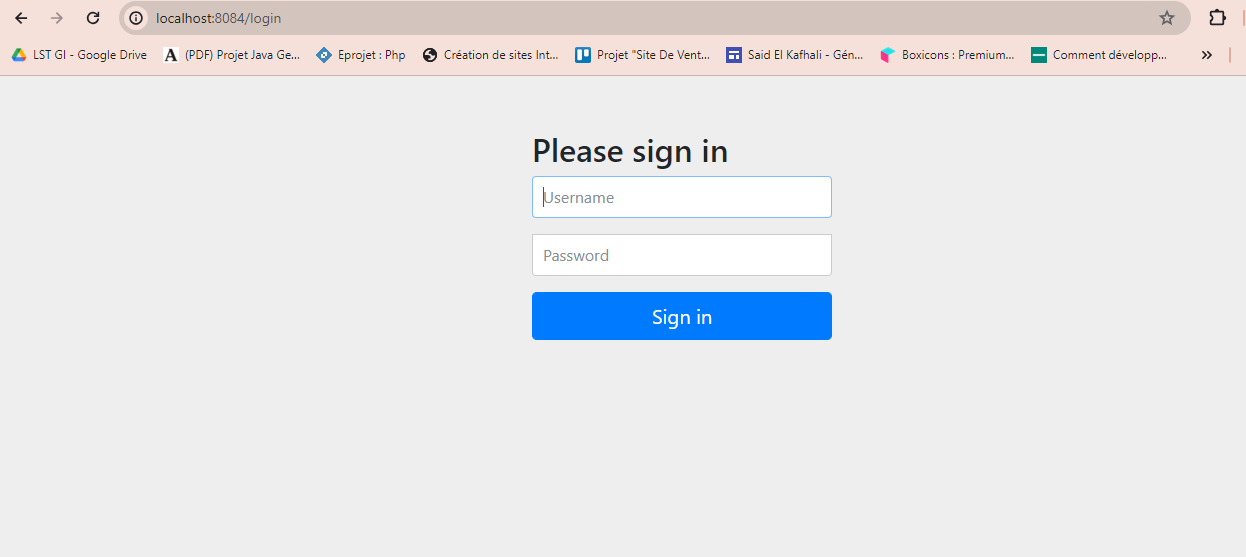 localhost:8084/login
LST GI - Google Drive
(PDF) Projet Java Ge...
Eprojet : Php
Création de sites Int...
Projet "Site De Vent...
Said El Kafhali - Gén...
Boxicons : Premium...
Comment développ...
Please sign in
Username
Password
Sign in